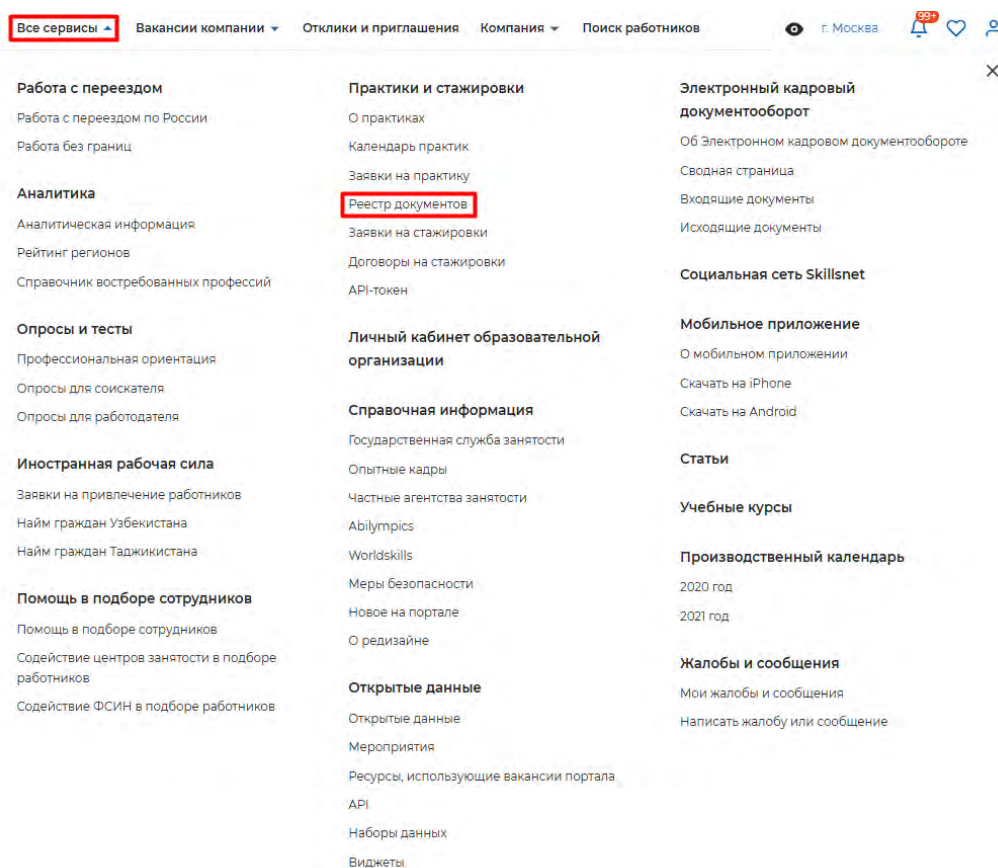 Все сервисы
Вакансии компании
Отклики и приглашения
Компания
Поиск работников
г. Москва
99+
Работа с переездом
Работа с переездом по России
Работа без границ
Аналитика
Аналитическая информация
Рейтинг регионов
Справочник востребованных профессий
Опросы и тесты
Профессиональная ориентация
Опросы для соискателя
Опросы для работодателя
Иностранная рабочая сила
Заявки на привлечение работников
Найм граждан Узбекистана
Найм граждан Таджикистана
Помощь в подборе сотрудников
Помощь в подборе сотрудников
Содействие центров занятости в подборе
работников
Содействие ФСИН в подборе работников
Практики и стажировки
О практиках
Календарь практик
Заявки на практику
Реестр документов
Заявки на стажировки
Договоры на стажировки
API-токен
Личный кабинет образовательной
организации
Справочная информация
Государственная служба занятости
Опытные кадры
Частные агентства занятости
Abilympics
Worldskills
Меры безопасности
Новое на портале
О редизайне
Открытые данные
Открытые данные
Мероприятия
Ресурсы, использующие вакансии портала
API
Наборы данных
Виджеты
Электронный кадровый
документооборот
Об Электронном кадровом документообороте
Сводная страница
Входящие документы
Исходящие документы
Социальная сеть Skillsnet
Мобильное приложение
О мобильном приложении
Скачать на iPhone
Скачать на Android
Статьи
Учебные курсы
Производственный календарь
2020 год
2021 год
Жалобы и сообщения
Мои жалобы и сообщения
Написать жалобу или сообщение